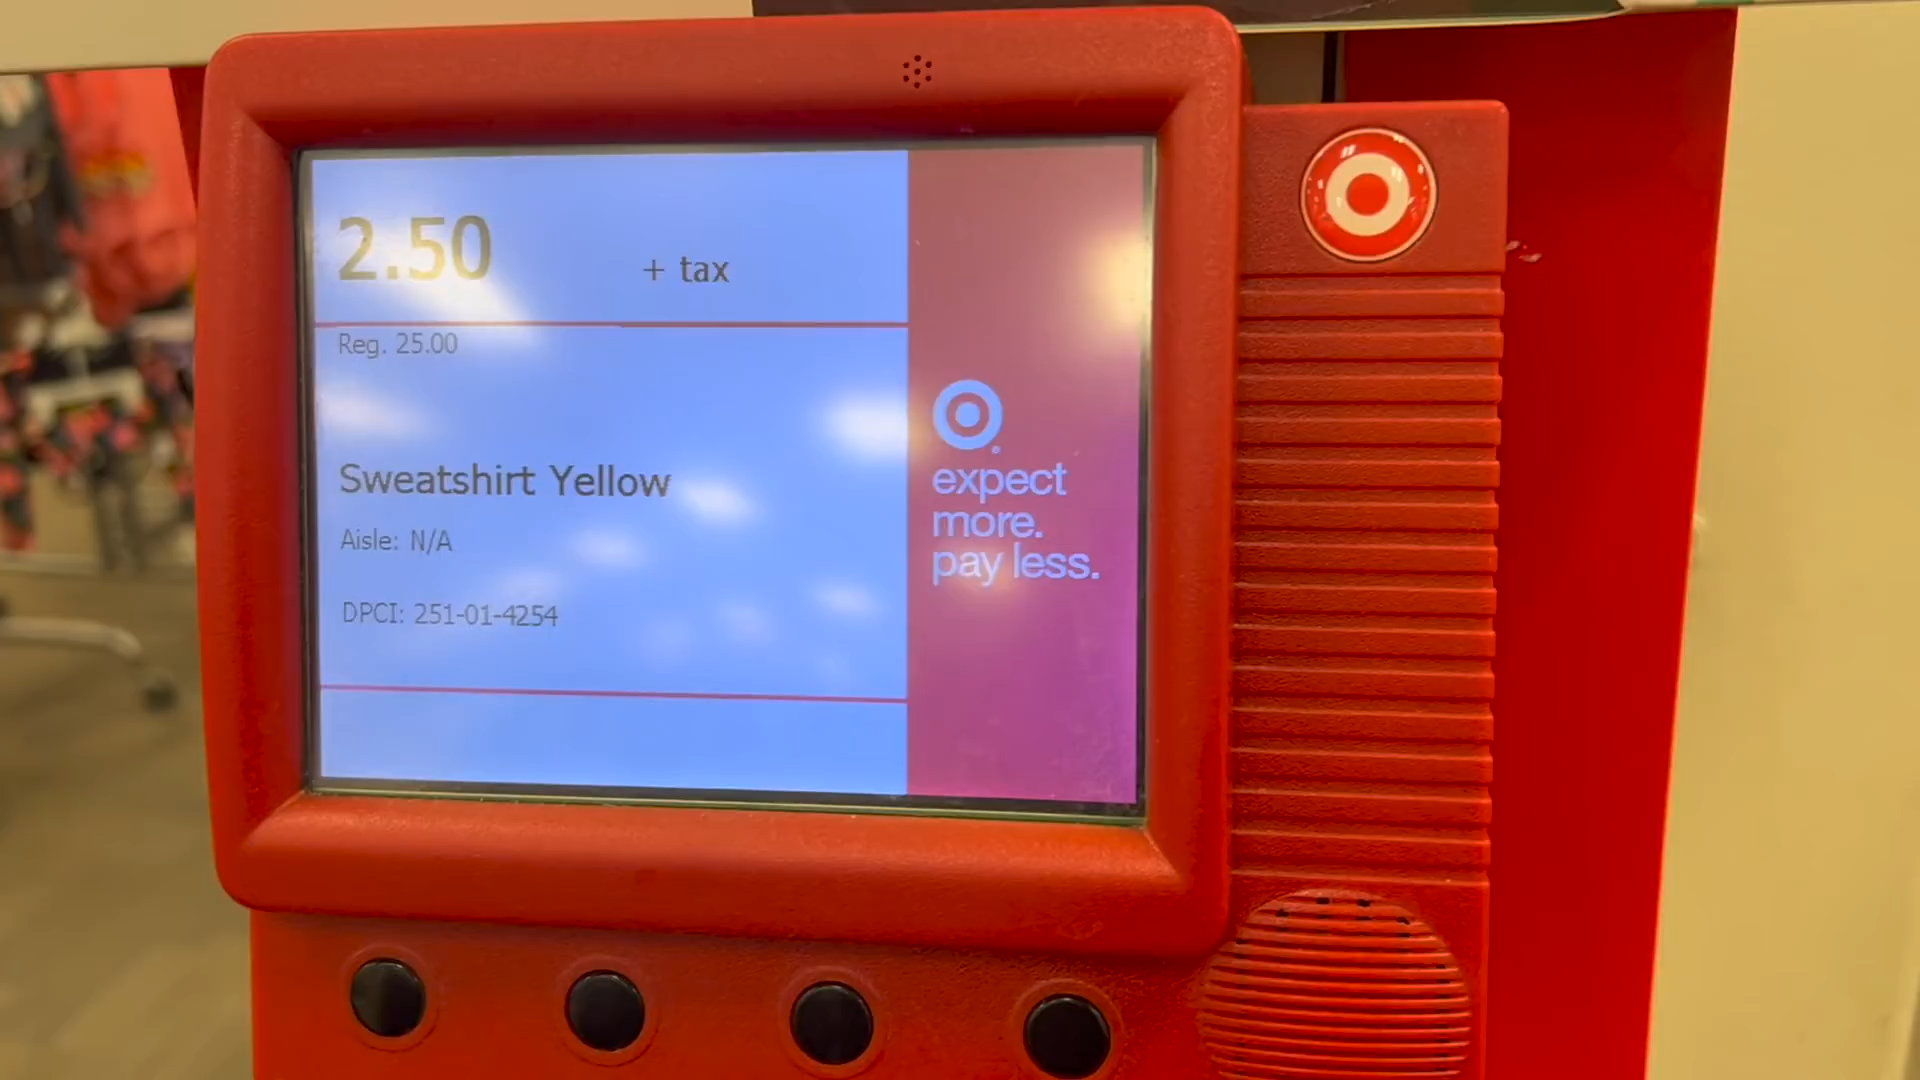 2.50
+ tax
Reg. 25.00
Sweatshirt Yellow
Aisle: N/A
DPCI: 251-01-4254
expect
more.
pay less.